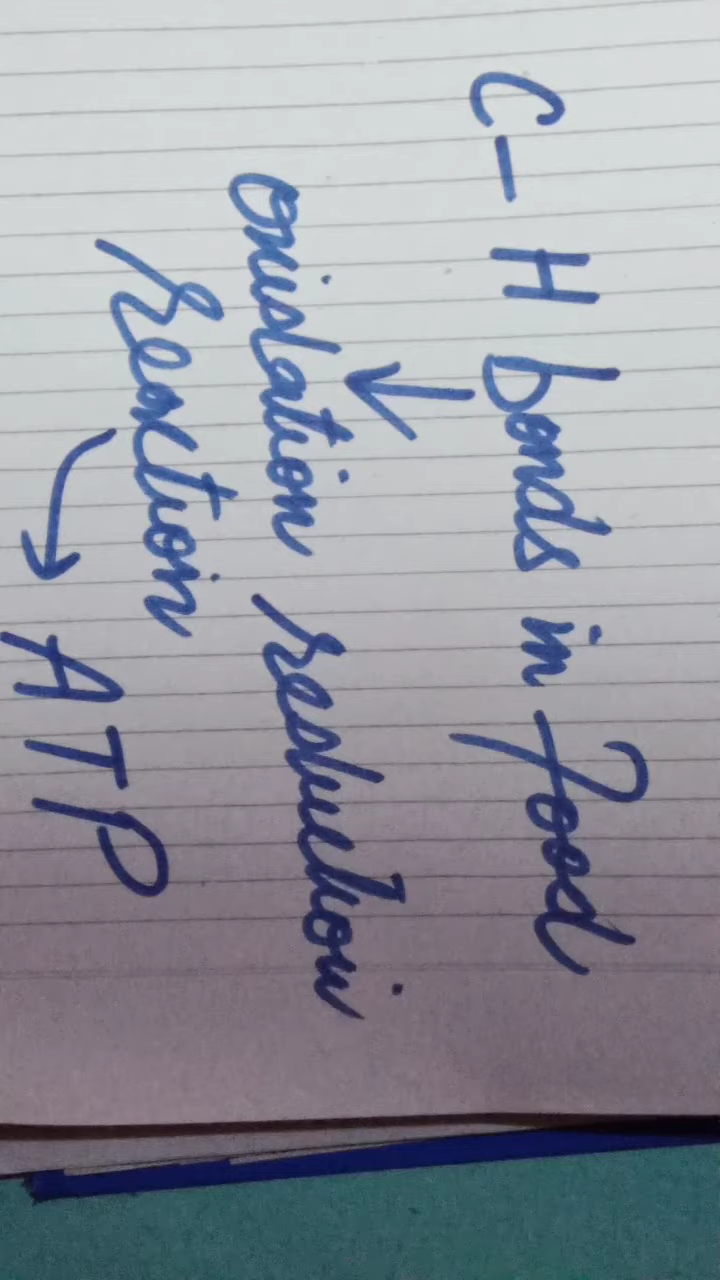 C-H bonds in food
↓
oxidation reduction
reaction
→ ATP